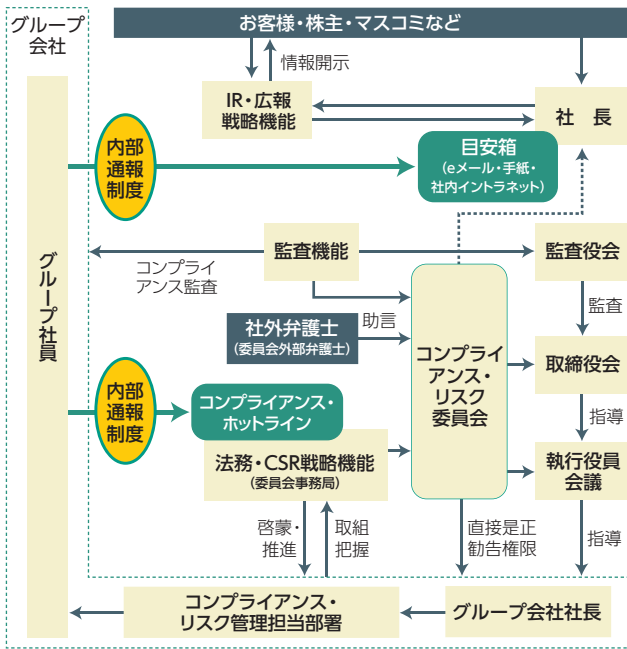 グループ
会社
お客様・株主・マスコミなど
情報開示
IR・広報
戦略機能
社　長
内部
通報
制度
目安箱
（eメール・手紙・
社内イントラネット）
グループ社員
監査機能
監査役会
コンプライ
アンス監査
監査
社外弁護士
（委員会外部弁護士）
助言
コンプライ
アンス・
リスク
委員会
取締役会
内部
通報
制度
コンプライアンス・
ホットライン
指導
法務・CSR戦略機能
（委員会事務局）
執行役員
会議
啓蒙・
推進
取組
把握
直接是正
勧告権限
指導
コンプライアンス・
リスク管理担当部署
グループ会社社長